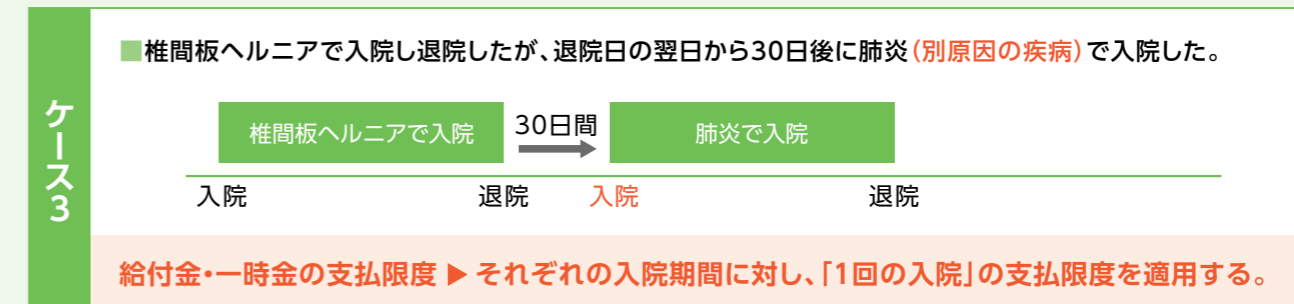 ケース3
■椎間板ヘルニアで入院し退院したが、退院日の翌日から30日後に肺炎(別原因の疾病)で入院した。
椎間板ヘルニアで入院
30日間
肺炎で入院
入院
退院
入院
退院
給付金・一時金の支払限度 ▶ それぞれの入院期間に対し、「1回の入院」の支払限度を適用する。